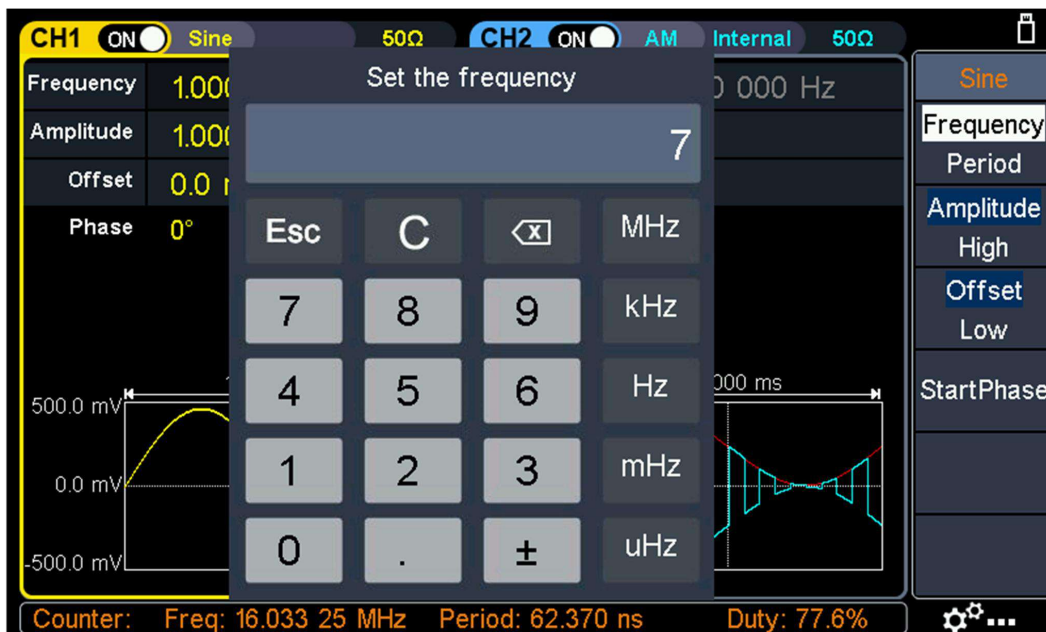 CH1 ON Sine 50Ω CH2 ON AM Internal 50Ω
Set the frequency
Frequency 1.000 0 000 Hz
7
Amplitude 1.000
Offset 0.0
Phase 0°
Esc C MHz
7 8 9 kHz
4 5 6 Hz
1 2 3 mHz
0 . ± uHz
500.0 mV 000 ms
0.0 mV
-500.0 mV
Sine
Frequency
Period
Amplitude
High
Offset
Low
StartPhase
Counter: Freq: 16.033 25 MHz Period: 62.370 ns Duty: 77.6%